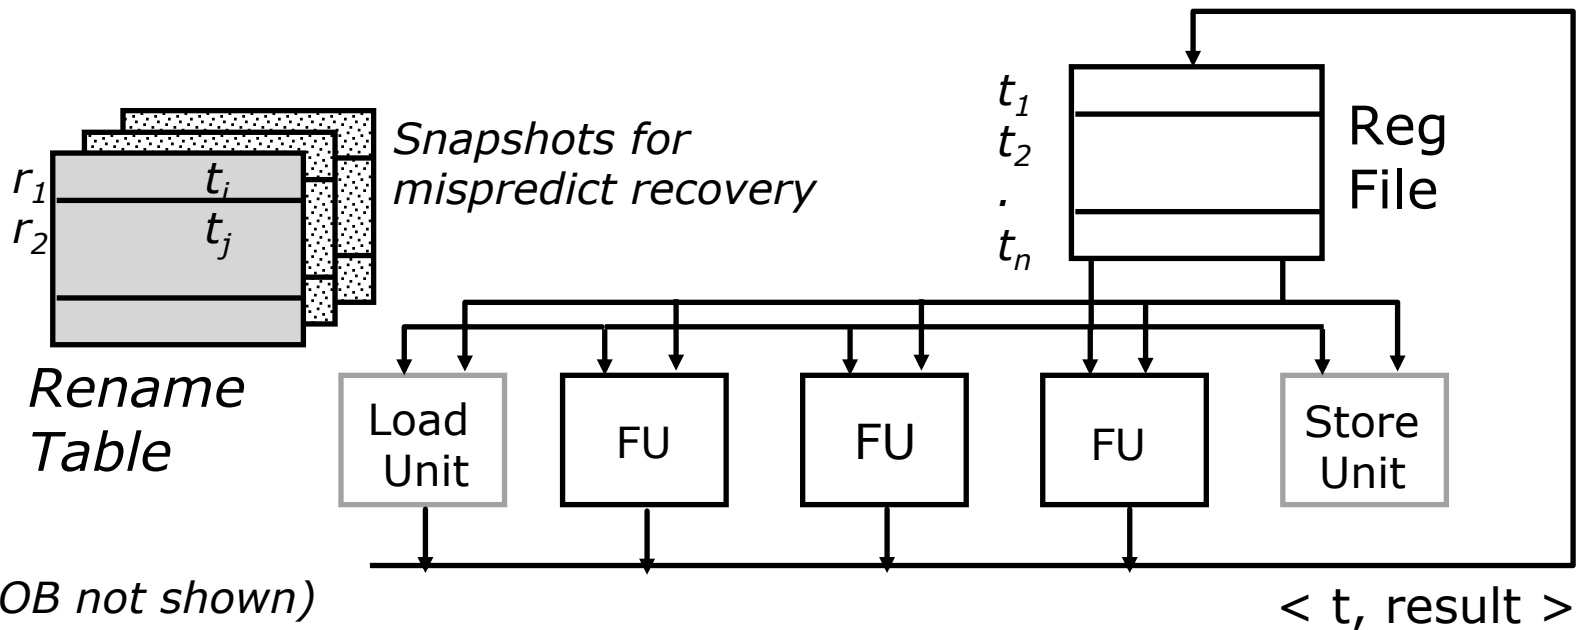 Snapshots for
mispredict recovery
r1 ti
r2 tj
Rename
Table
t1
t2
.
tn
Reg
File
Load
Unit
FU
FU
FU
Store
Unit
OB not shown)
< t, result >